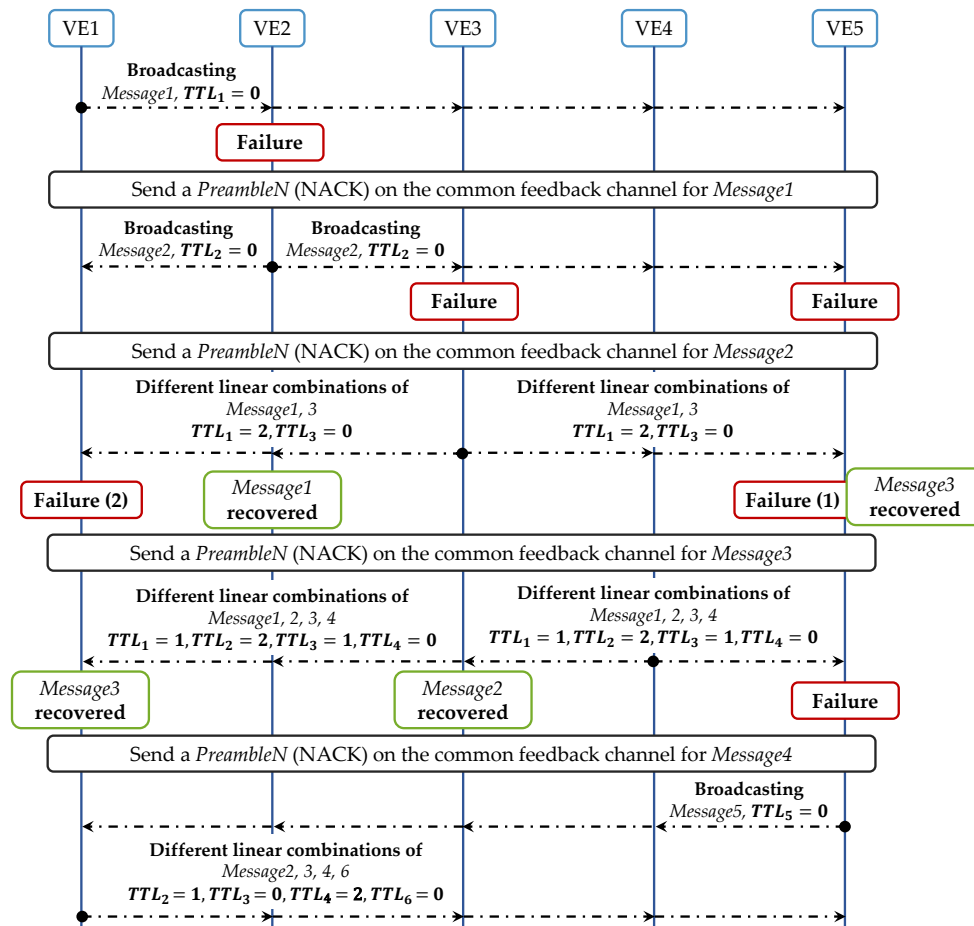 VE1 VE2 VE3 VE4 VE5
Broadcasting
Message1, TTL₁ = 0
Failure
Send a PreambleN (NACK) on the common feedback channel for Message1
Broadcasting
Message2, TTL₂ = 0
Broadcasting
Message2, TTL₂ = 0
Failure
Failure
Send a PreambleN (NACK) on the common feedback channel for Message2
Different linear combinations of
Message1, 3
TTL₁ = 2, TTL₃ = 0
Different linear combinations of
Message1, 3
TTL₁ = 2, TTL₃ = 0
Failure (2)
Message1
recovered
Failure (1)
Message3
recovered
Send a PreambleN (NACK) on the common feedback channel for Message3
Different linear combinations of
Message1, 2, 3, 4
TTL₁ = 1, TTL₂ = 2, TTL₃ = 1, TTL₄ = 0
Different linear combinations of
Message1, 2, 3, 4
TTL₁ = 1, TTL₂ = 2, TTL₃ = 1, TTL₄ = 0
Message3
recovered
Message2
recovered
Failure
Send a PreambleN (NACK) on the common feedback channel for Message4
Broadcasting
Message5, TTL₅ = 0
Different linear combinations of
Message2, 3, 4, 6
TTL₂ = 1, TTL₃ = 0, TTL₄ = 2, TTL₆ = 0